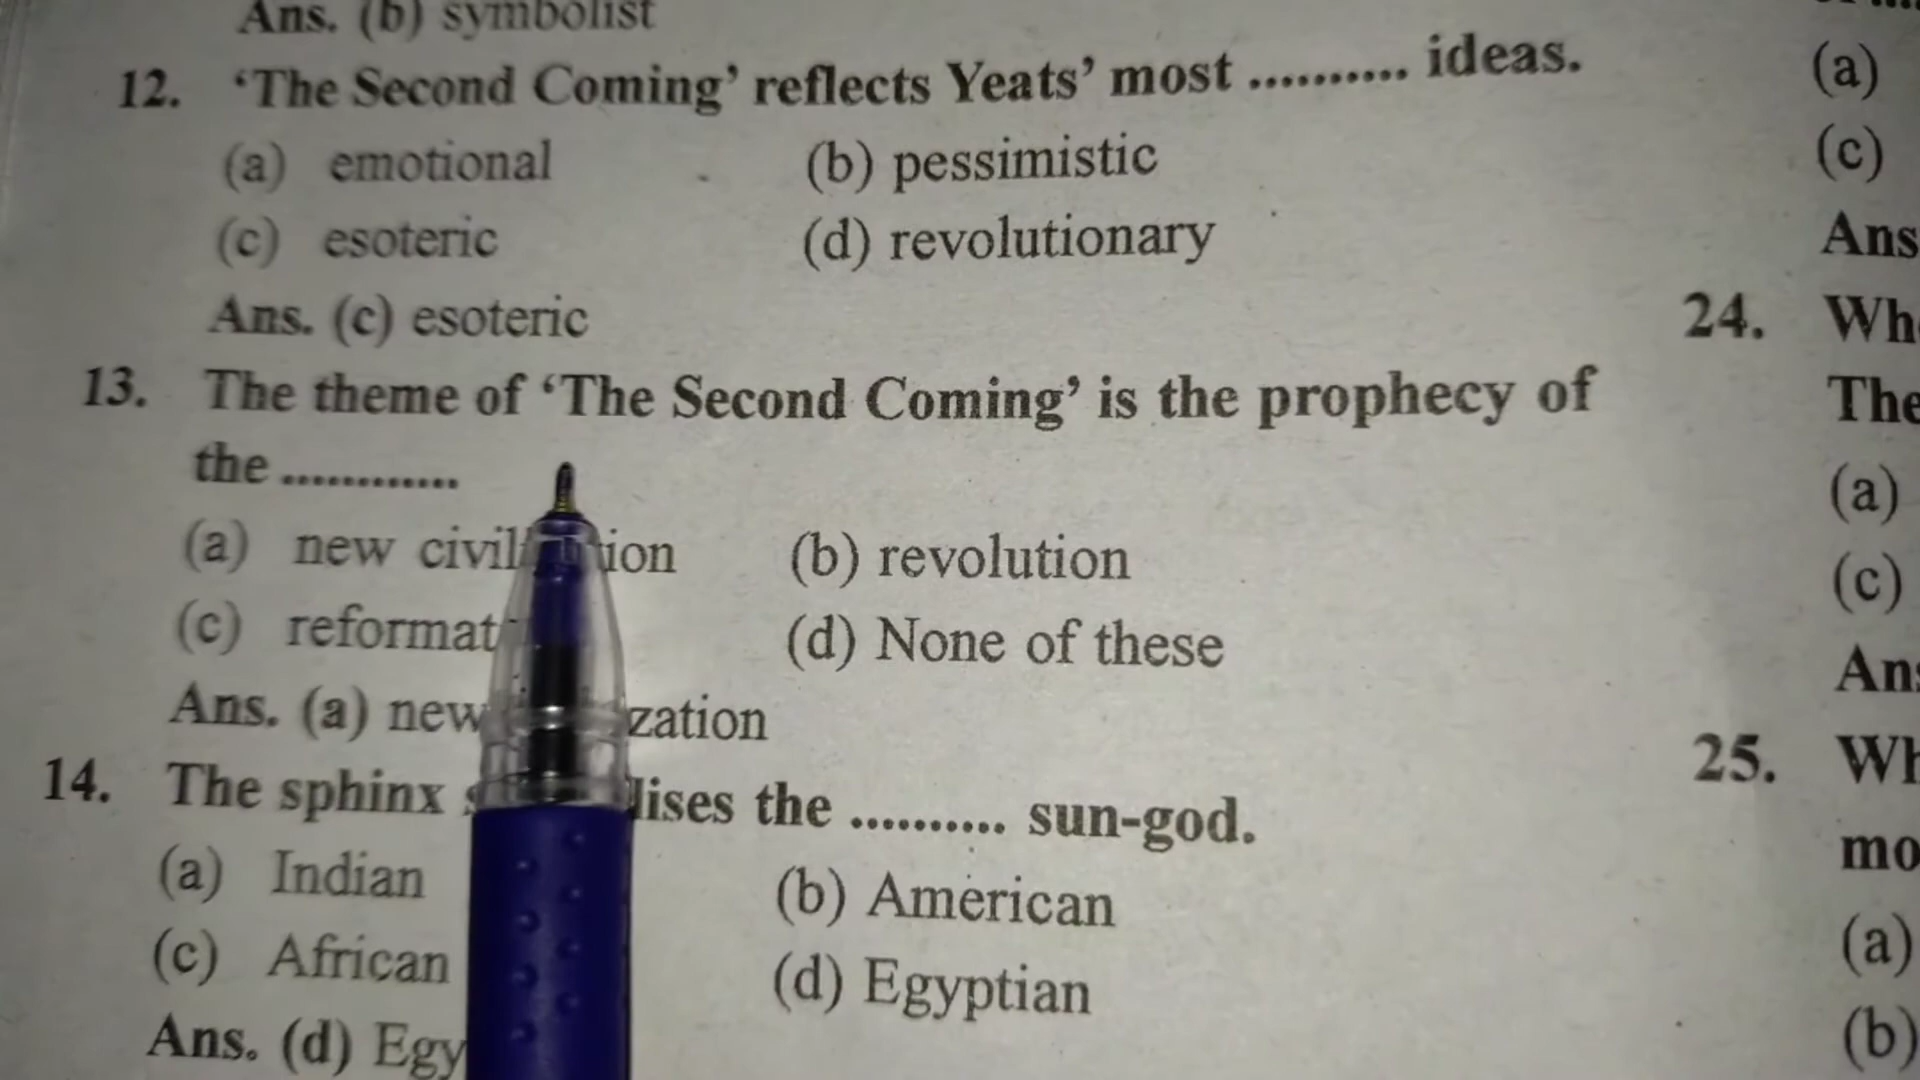 Ans. (b) symbolist
12. ‘The Second Coming’ reflects Yeats’ most .......... ideas.
(a) emotional (b) pessimistic
(c) esoteric (d) revolutionary
Ans. (c) esoteric
13. The theme of ‘The Second Coming’ is the prophecy of
the ............
(a) new civil ion (b) revolution
(c) reformat (d) None of these
Ans. (a) new zation
14. The sphinx lises the .......... sun-god.
(a) Indian (b) American
(c) African (d) Egyptian
Ans. (d) Egy
(a)
(c)
Ans
24. Wh
The
(a)
(c)
Ans
25. Wh
mo
(a)
(b)